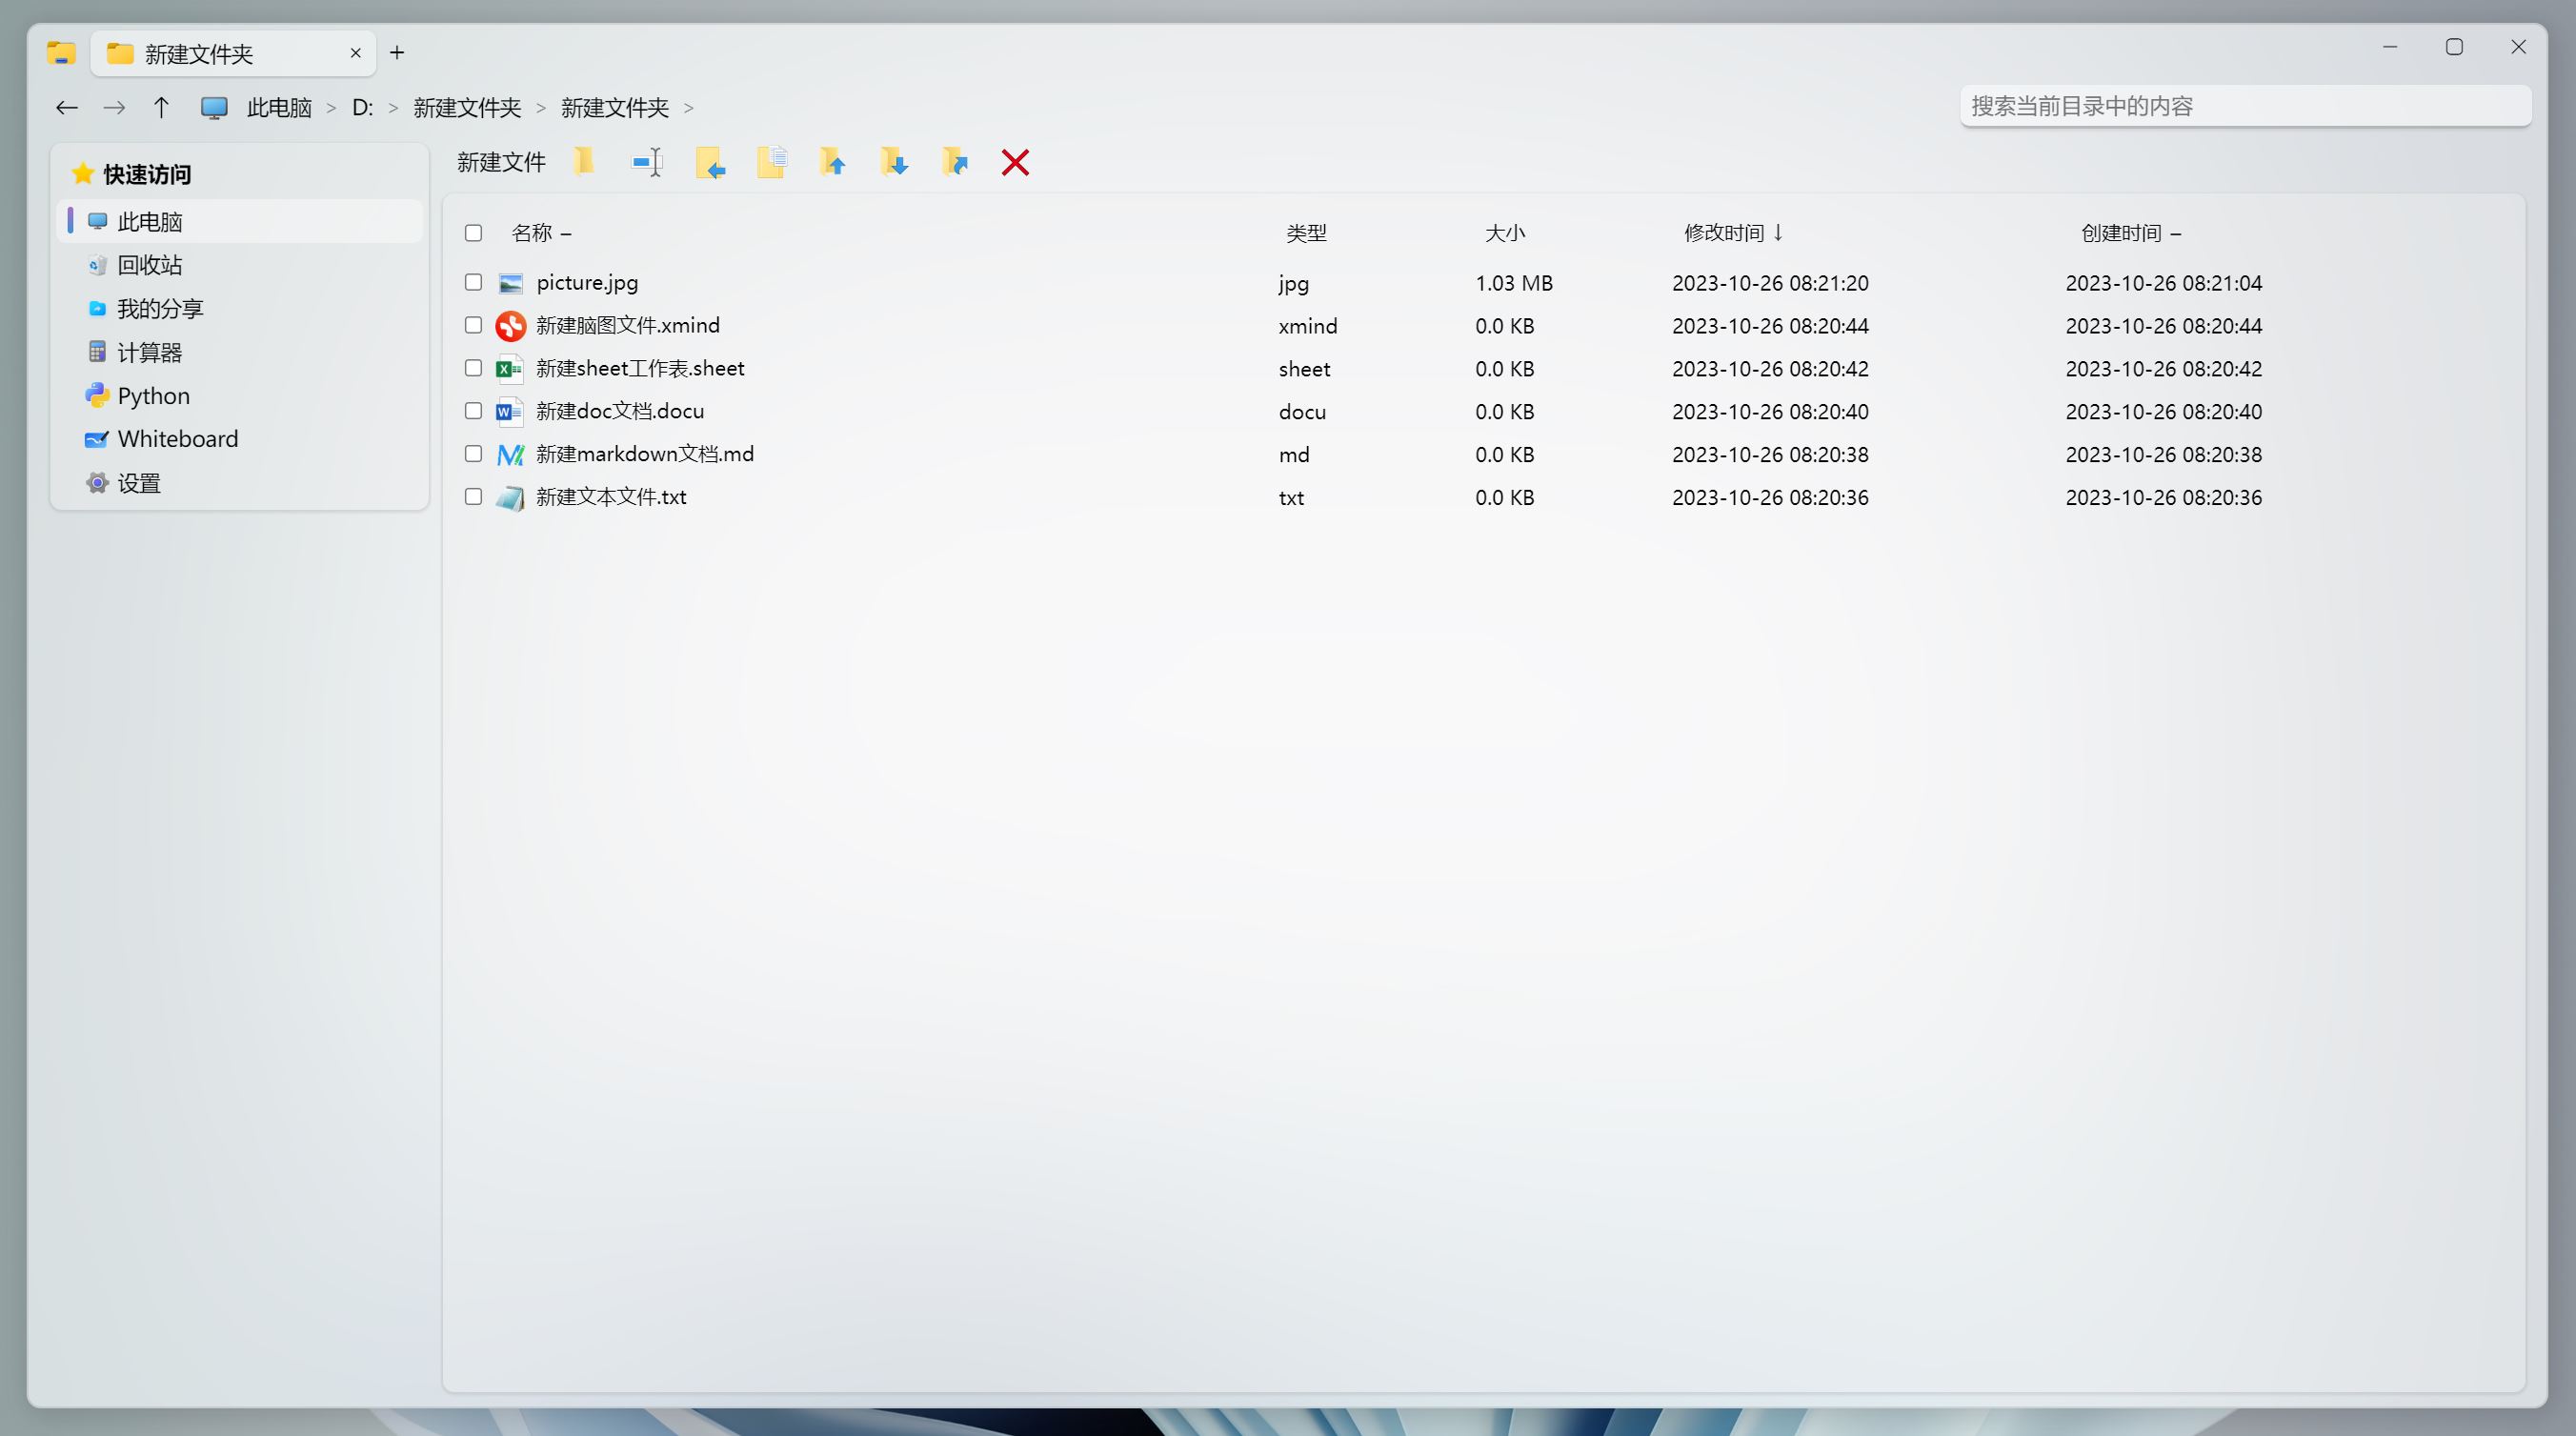 新建文件夹
此电脑 > D: > 新建文件夹 > 新建文件夹 >
搜索当前目录中的内容
快速访问
此电脑
回收站
我的分享
计算器
Python
Whiteboard
设置
新建文件
名称 – 类型 大小 修改时间 ↓ 创建时间 –
picture.jpg jpg 1.03 MB 2023-10-26 08:21:20 2023-10-26 08:21:04
新建脑图文件.xmind xmind 0.0 KB 2023-10-26 08:20:44 2023-10-26 08:20:44
新建sheet工作表.sheet sheet 0.0 KB 2023-10-26 08:20:42 2023-10-26 08:20:42
新建doc文档.docu docu 0.0 KB 2023-10-26 08:20:40 2023-10-26 08:20:40
新建markdown文档.md md 0.0 KB 2023-10-26 08:20:38 2023-10-26 08:20:38
新建文本文件.txt txt 0.0 KB 2023-10-26 08:20:36 2023-10-26 08:20:36